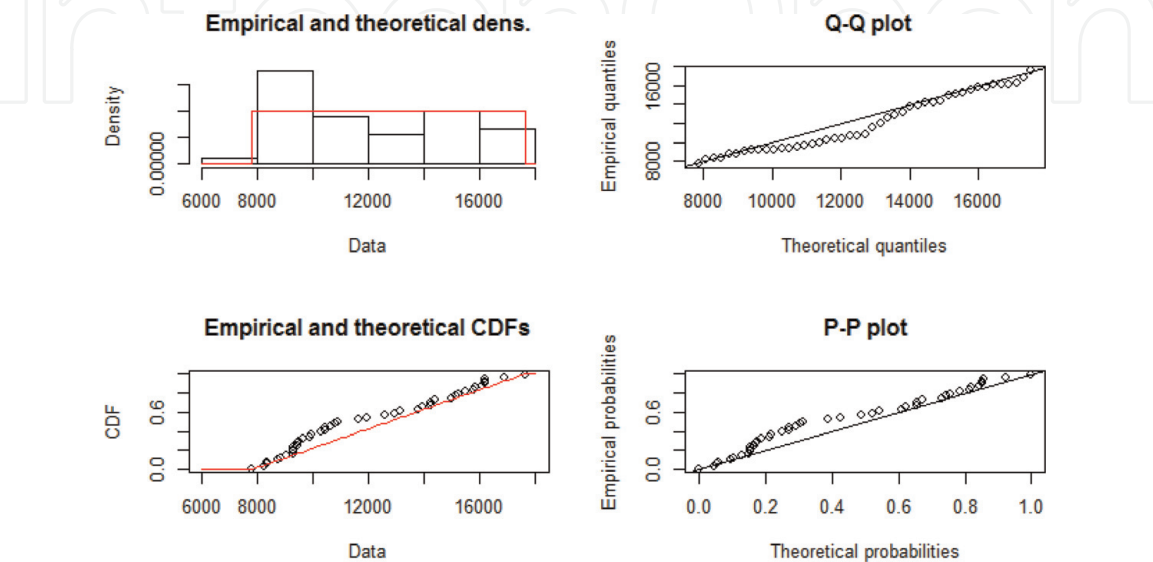 Empirical and theoretical dens.
Density
0.00000
6000 8000 12000 16000
Data
Q-Q plot
Empirical quantiles
8000 16000
8000 10000 12000 14000 16000
Theoretical quantiles
Empirical and theoretical CDFs
CDF
0.0 0.6
6000 8000 12000 16000
Data
P-P plot
Empirical probabilities
0.0 0.6
0.0 0.2 0.4 0.6 0.8 1.0
Theoretical probabilities